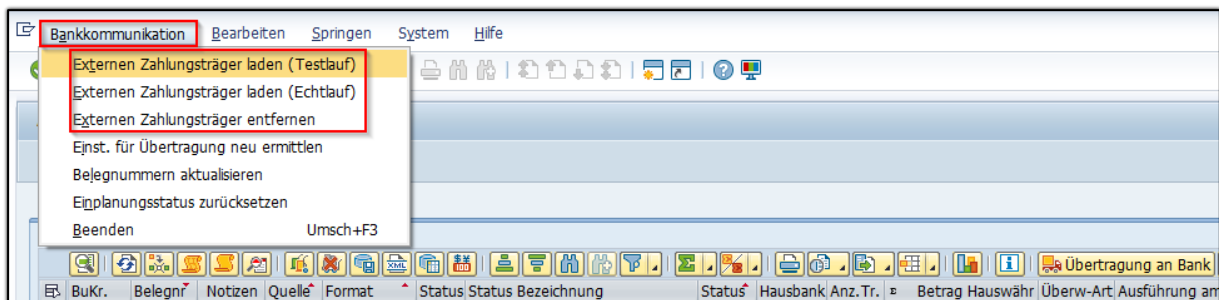 Bankkommunikation Bearbeiten Springen System Hilfe
Externen Zahlungsträger laden (Testlauf)
Externen Zahlungsträger laden (Echtlauf)
Externen Zahlungsträger entfernen
Einst. für Übertragung neu ermittlen
Belegnummern aktualisieren
Einplanungsstatus zurücksetzen
Beenden Umsch+F3
Übertragung an Bank
BuKr. Belegnr Notizen Quelle Format Status Status Bezeichnung Status Hausbank Anz.Tr. Betrag Hauswähr Überw-Art Ausführung am